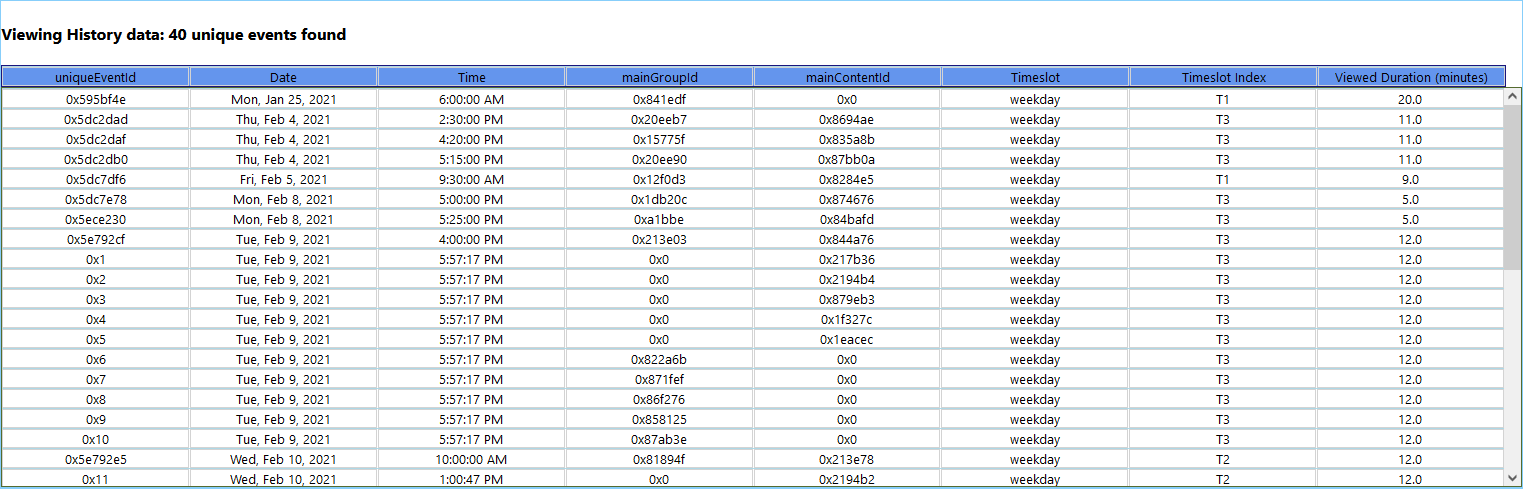 Viewing History data: 40 unique events found
uniqueEventId Date Time mainGroupId mainContentId Timeslot Timeslot Index Viewed Duration (minutes)
0x595bf4e Mon, Jan 25, 2021 6:00:00 AM 0x841edf 0x0 weekday T1 20.0
0x5dc2dad Thu, Feb 4, 2021 2:30:00 PM 0x20eeb7 0x8694ae weekday T3 11.0
0x5dc2daf Thu, Feb 4, 2021 4:20:00 PM 0x15775f 0x835a8b weekday T3 11.0
0x5dc2db0 Thu, Feb 4, 2021 5:15:00 PM 0x20ee90 0x87bb0a weekday T3 11.0
0x5dc7df6 Fri, Feb 5, 2021 9:30:00 AM 0x12f0d3 0x8284e5 weekday T1 9.0
0x5dc7e78 Mon, Feb 8, 2021 5:00:00 PM 0x1db20c 0x874676 weekday T3 5.0
0x5ece230 Mon, Feb 8, 2021 5:25:00 PM 0xa1bbe 0x84bafd weekday T3 5.0
0x5e792cf Tue, Feb 9, 2021 4:00:00 PM 0x213e03 0x844a76 weekday T3 12.0
0x1 Tue, Feb 9, 2021 5:57:17 PM 0x0 0x217b36 weekday T3 12.0
0x2 Tue, Feb 9, 2021 5:57:17 PM 0x0 0x2194b4 weekday T3 12.0
0x3 Tue, Feb 9, 2021 5:57:17 PM 0x0 0x879eb3 weekday T3 12.0
0x4 Tue, Feb 9, 2021 5:57:17 PM 0x0 0x1f327c weekday T3 12.0
0x5 Tue, Feb 9, 2021 5:57:17 PM 0x0 0x1eacec weekday T3 12.0
0x6 Tue, Feb 9, 2021 5:57:17 PM 0x822a6b 0x0 weekday T3 12.0
0x7 Tue, Feb 9, 2021 5:57:17 PM 0x871fef 0x0 weekday T3 12.0
0x8 Tue, Feb 9, 2021 5:57:17 PM 0x86f276 0x0 weekday T3 12.0
0x9 Tue, Feb 9, 2021 5:57:17 PM 0x858125 0x0 weekday T3 12.0
0x10 Tue, Feb 9, 2021 5:57:17 PM 0x87ab3e 0x0 weekday T3 12.0
0x5e792e5 Wed, Feb 10, 2021 10:00:00 AM 0x81894f 0x213e78 weekday T2 12.0
0x11 Wed, Feb 10, 2021 1:00:47 PM 0x0 0x2194b2 weekday T2 12.0